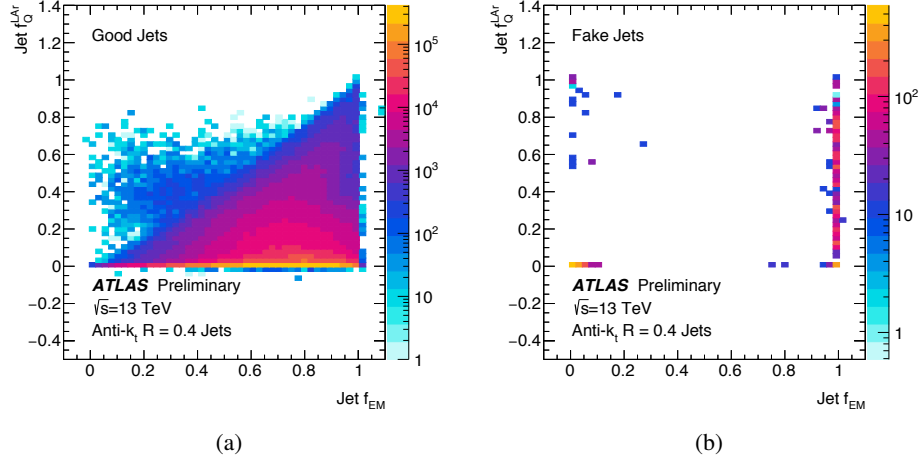 Jet f_Q^LAr
1.4
1.2
1
0.8
0.6
0.4
0.2
0
−0.2
−0.4
Good Jets
ATLAS Preliminary
√s=13 TeV
Anti-k_t R = 0.4 Jets
0 0.2 0.4 0.6 0.8 1
Jet f_EM
10^5
10^4
10^3
10^2
10
1
(a)
Jet f_Q^LAr
1.4
1.2
1
0.8
0.6
0.4
0.2
0
−0.2
−0.4
Fake Jets
ATLAS Preliminary
√s=13 TeV
Anti-k_t R = 0.4 Jets
0 0.2 0.4 0.6 0.8 1
Jet f_EM
10^2
10
1
(b)